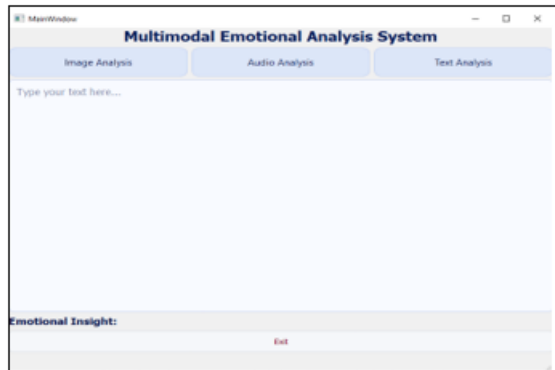 MainWindow
Multimodal Emotional Analysis System
Image Analysis Audio Analysis Text Analysis
Type your text here...
Emotional Insight:
Exit